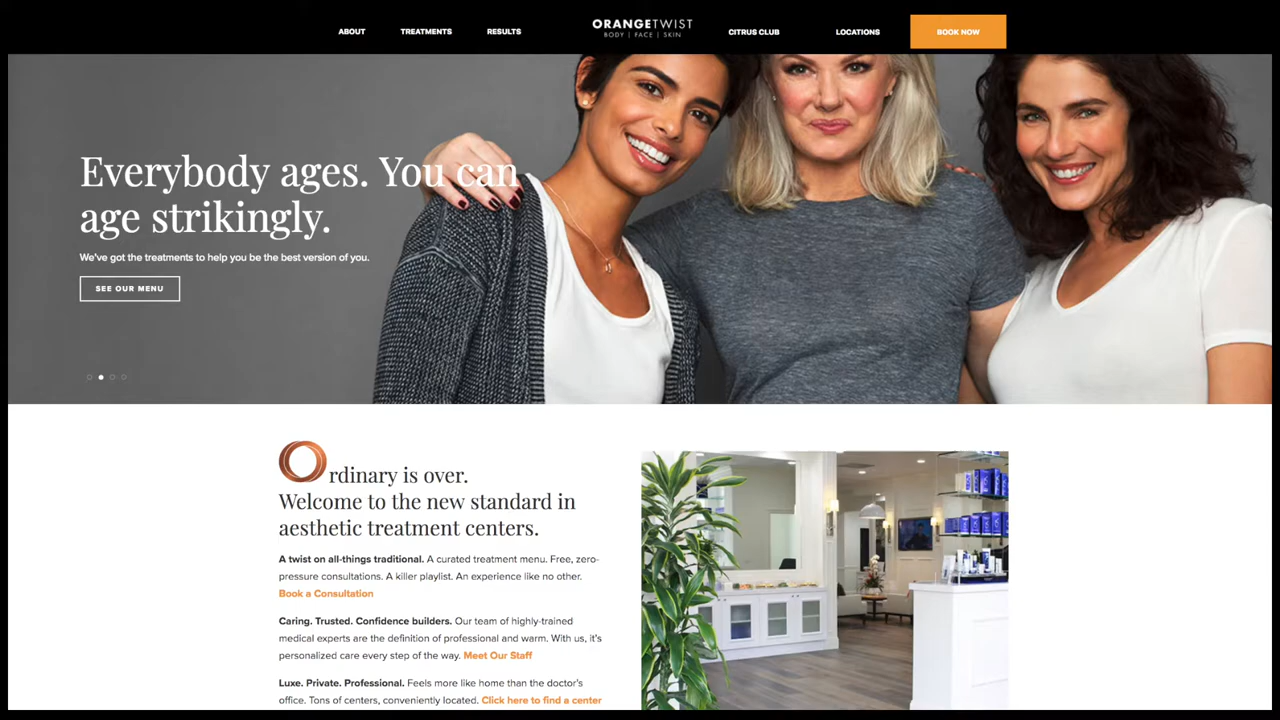 ABOUT
TREATMENTS
RESULTS
ORANGETWIST
BODY | FACE | SKIN
CITRUS CLUB
LOCATIONS
BOOK NOW
Everybody ages. You can
age strikingly.
We've got the treatments to help you be the best version of you.
SEE OUR MENU
Ordinary is over.
Welcome to the new standard in
aesthetic treatment centers.
A twist on all-things traditional. A curated treatment menu. Free, zero-
pressure consultations. A killer playlist. An experience like no other.
Book a Consultation
Caring. Trusted. Confidence builders. Our team of highly-trained
medical experts are the definition of professional and warm. With us, it's
personalized care every step of the way. Meet Our Staff
Luxe. Private. Professional. Feels more like home than the doctor's
office. Tons of centers, conveniently located. Click here to find a center